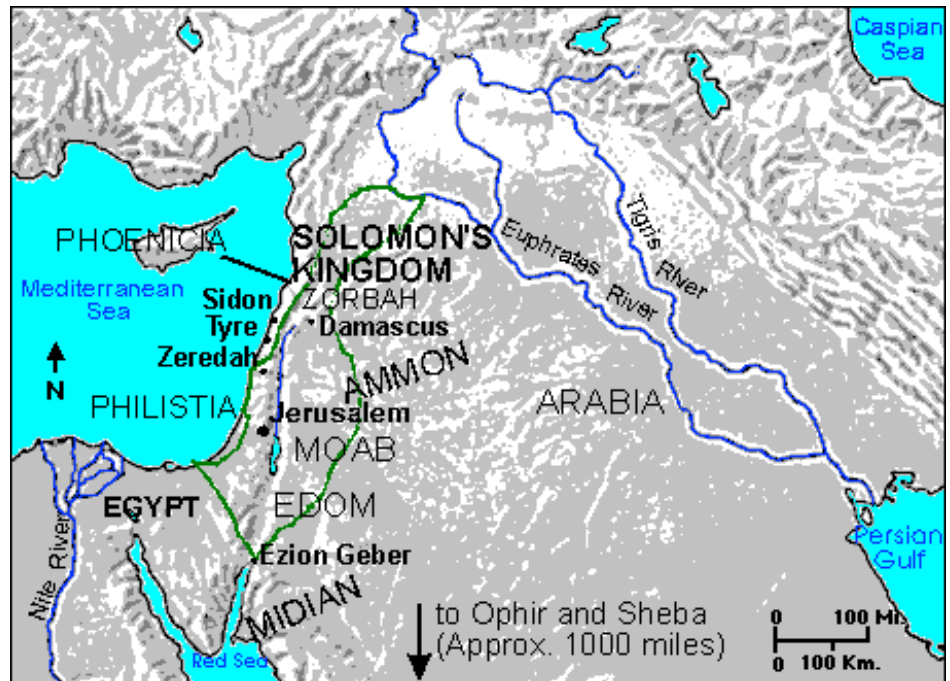 Caspian
Sea
PHOENICIA
SOLOMON'S
KINGDOM
ZORBAH
Mediterranean
Sea
Sidon
Tyre
Damascus
Zeredah
N
AMMON
PHILISTIA
Jerusalem
MOAB
EDOM
EGYPT
Ezion Geber
MIDIAN
Nile River
Red Sea
Euphrates
River
Tigris
River
ARABIA
Persian
Gulf
to Ophir and Sheba
(Approx. 1000 miles)
0 100 Mi.
0 100 Km.